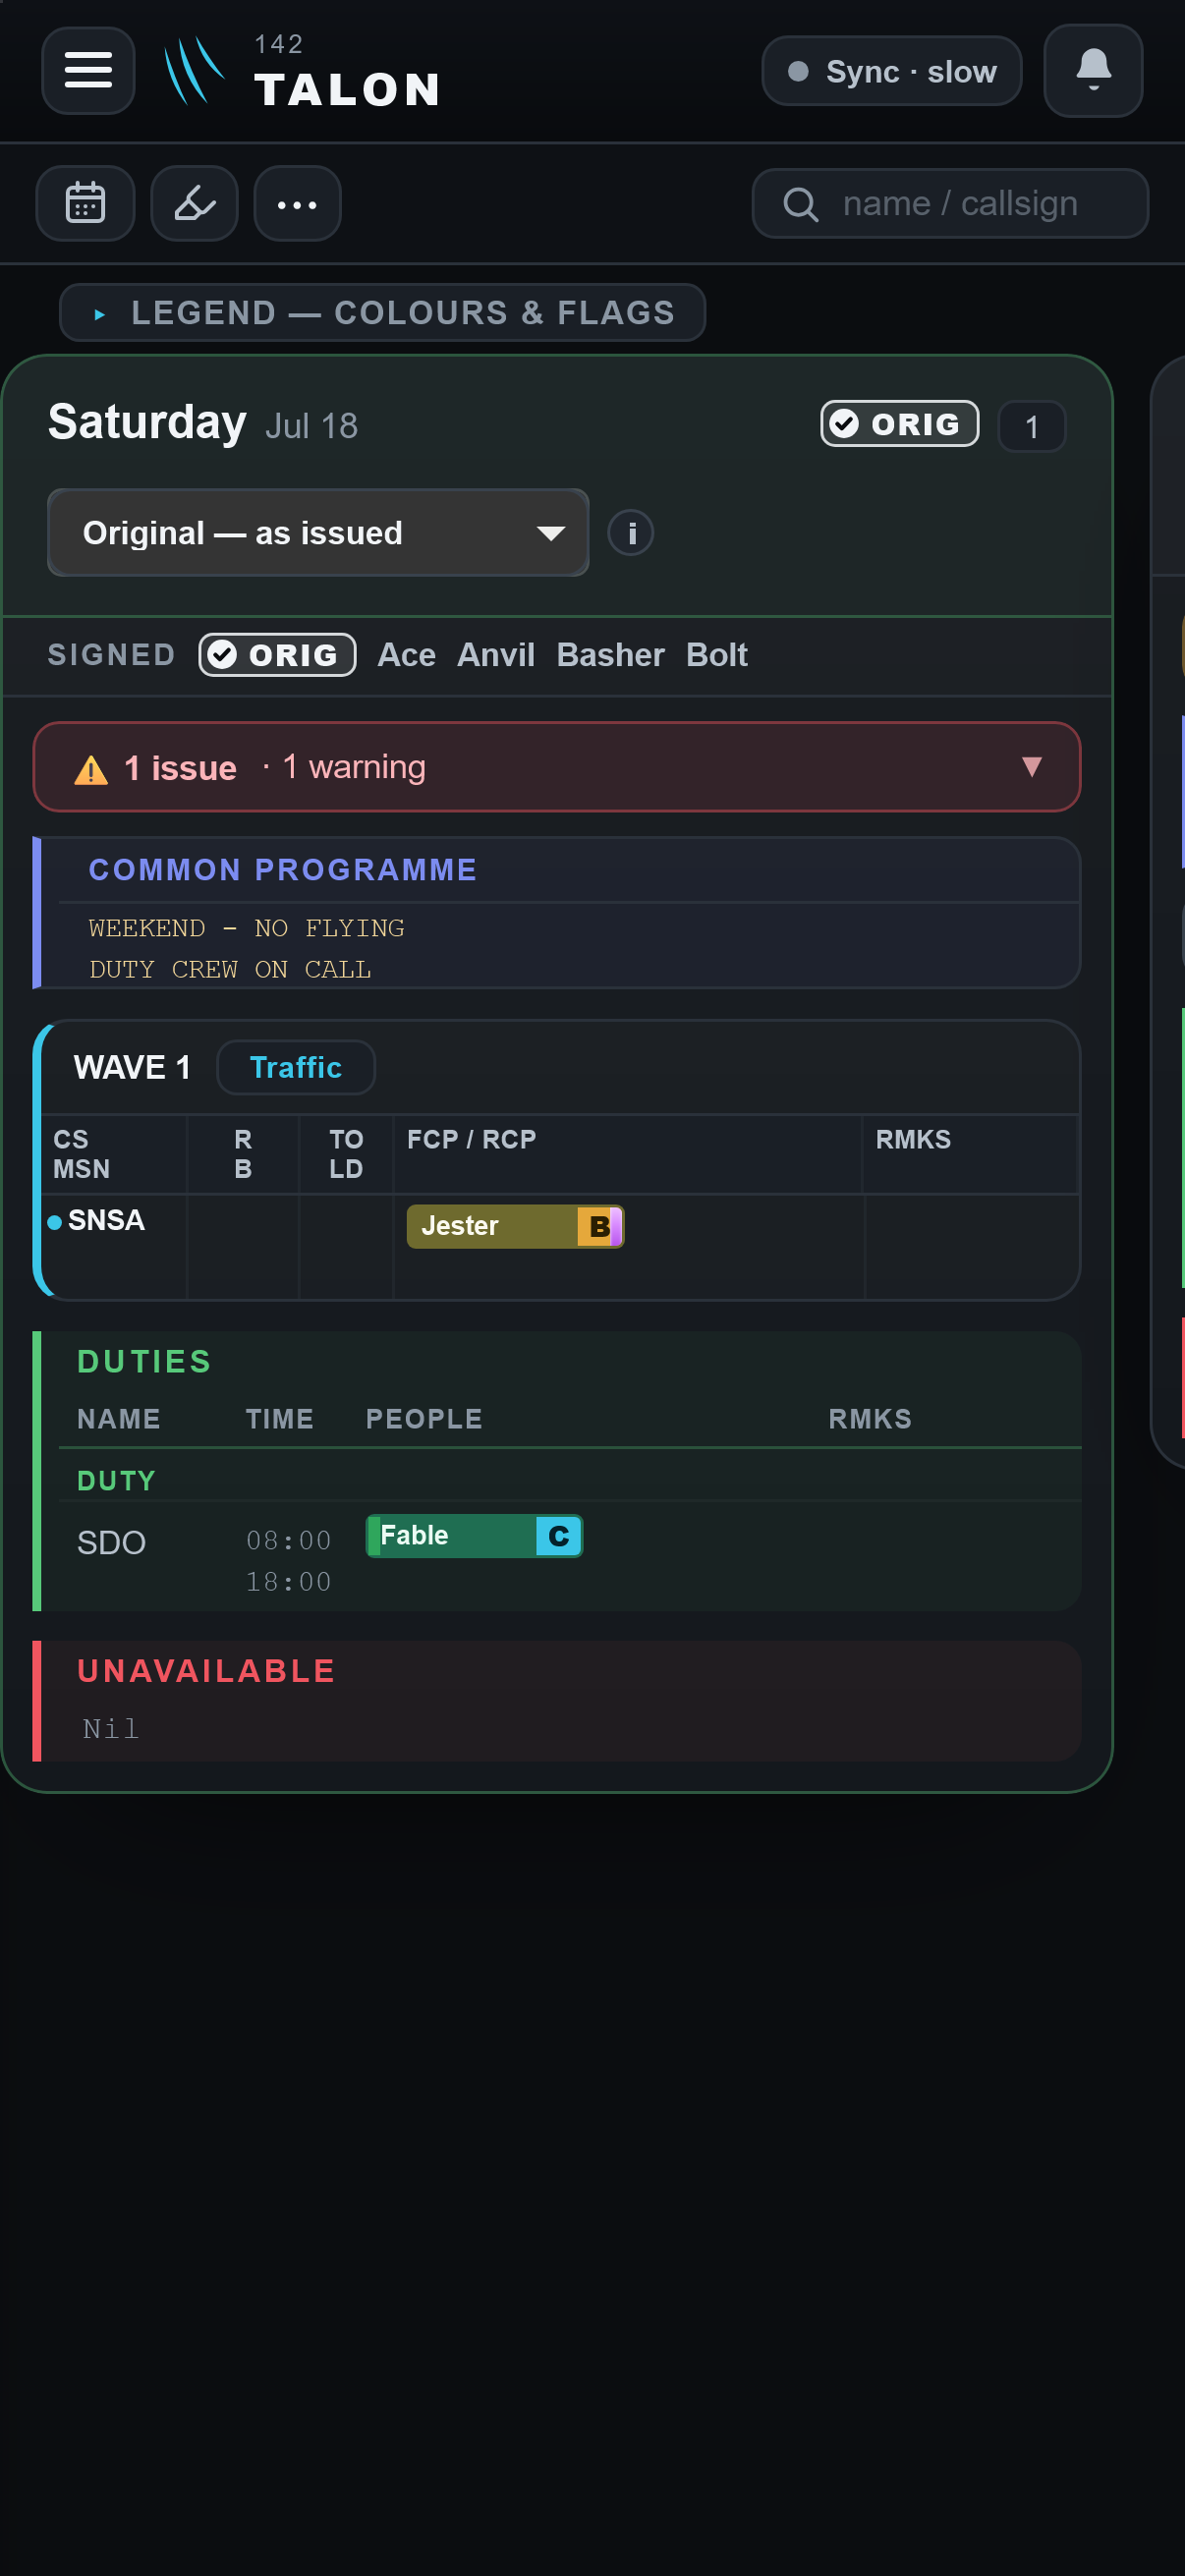 142
TALON
Sync · slow
name / callsign
▸ LEGEND — COLOURS & FLAGS
Saturday Jul 18 ORIG 1
Original — as issued i
SIGNED ORIG Ace Anvil Basher Bolt
1 issue · 1 warning ▼
COMMON PROGRAMME
WEEKEND – NO FLYING
DUTY CREW ON CALL
WAVE 1 Traffic
CS R TO FCP / RCP RMKS
MSN B LD
SNSA Jester B
DUTIES
NAME TIME PEOPLE RMKS
DUTY
SDO 08:00 Fable C
18:00
UNAVAILABLE
Nil